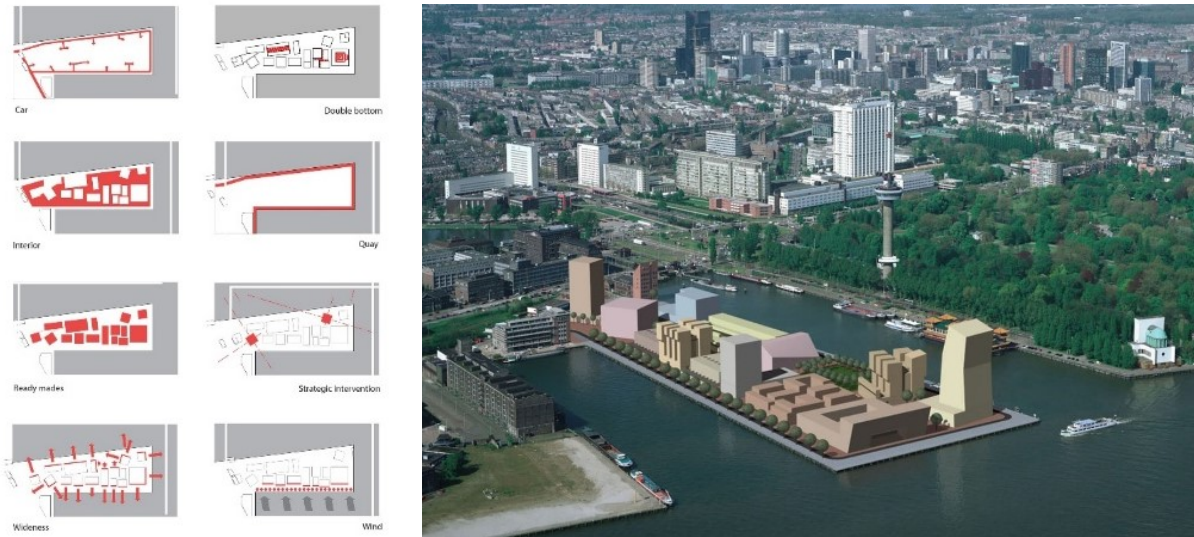 Car
Double bottom
Interior
Quay
Ready mades
Strategic intervention
Wideness
Wind